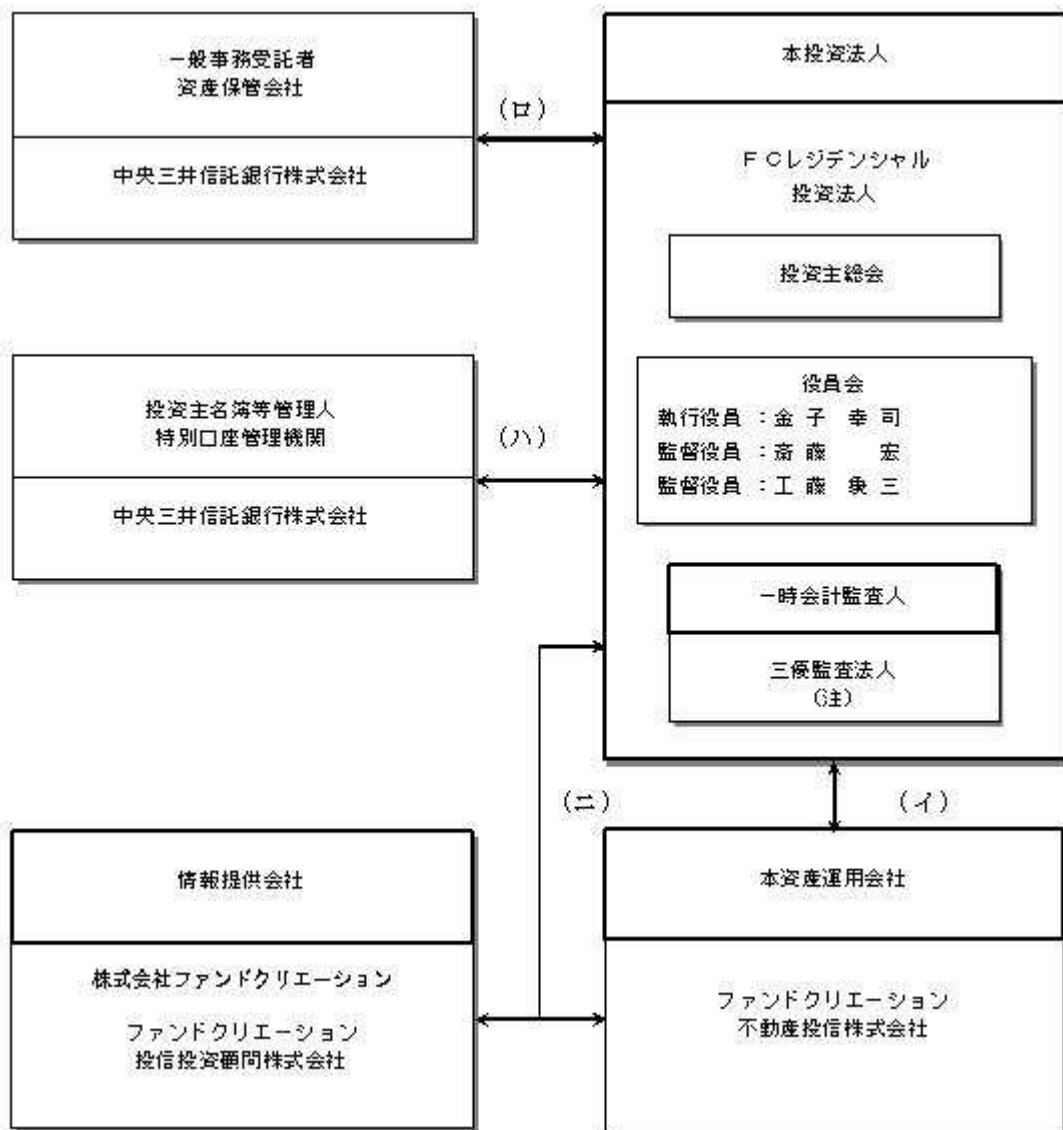 一般事務受託者
資産保管会社
中央三井信託銀行株式会社
(ロ)
本投資法人
FCレジデンシャル
投資法人
投資主総会
役員会
執行役員 : 金子 幸司
監督役員 : 斎藤 宏
監督役員 : 工藤 奐三
一時会計監査人
三優監査法人
(注)
投資主名簿等管理人
特別口座管理機関
中央三井信託銀行株式会社
(ハ)
(ニ)
(イ)
情報提供会社
株式会社ファンドクリエーション
ファンドクリエーション
投信投資顧問株式会社
本資産運用会社
ファンドクリエーション
不動産投信株式会社